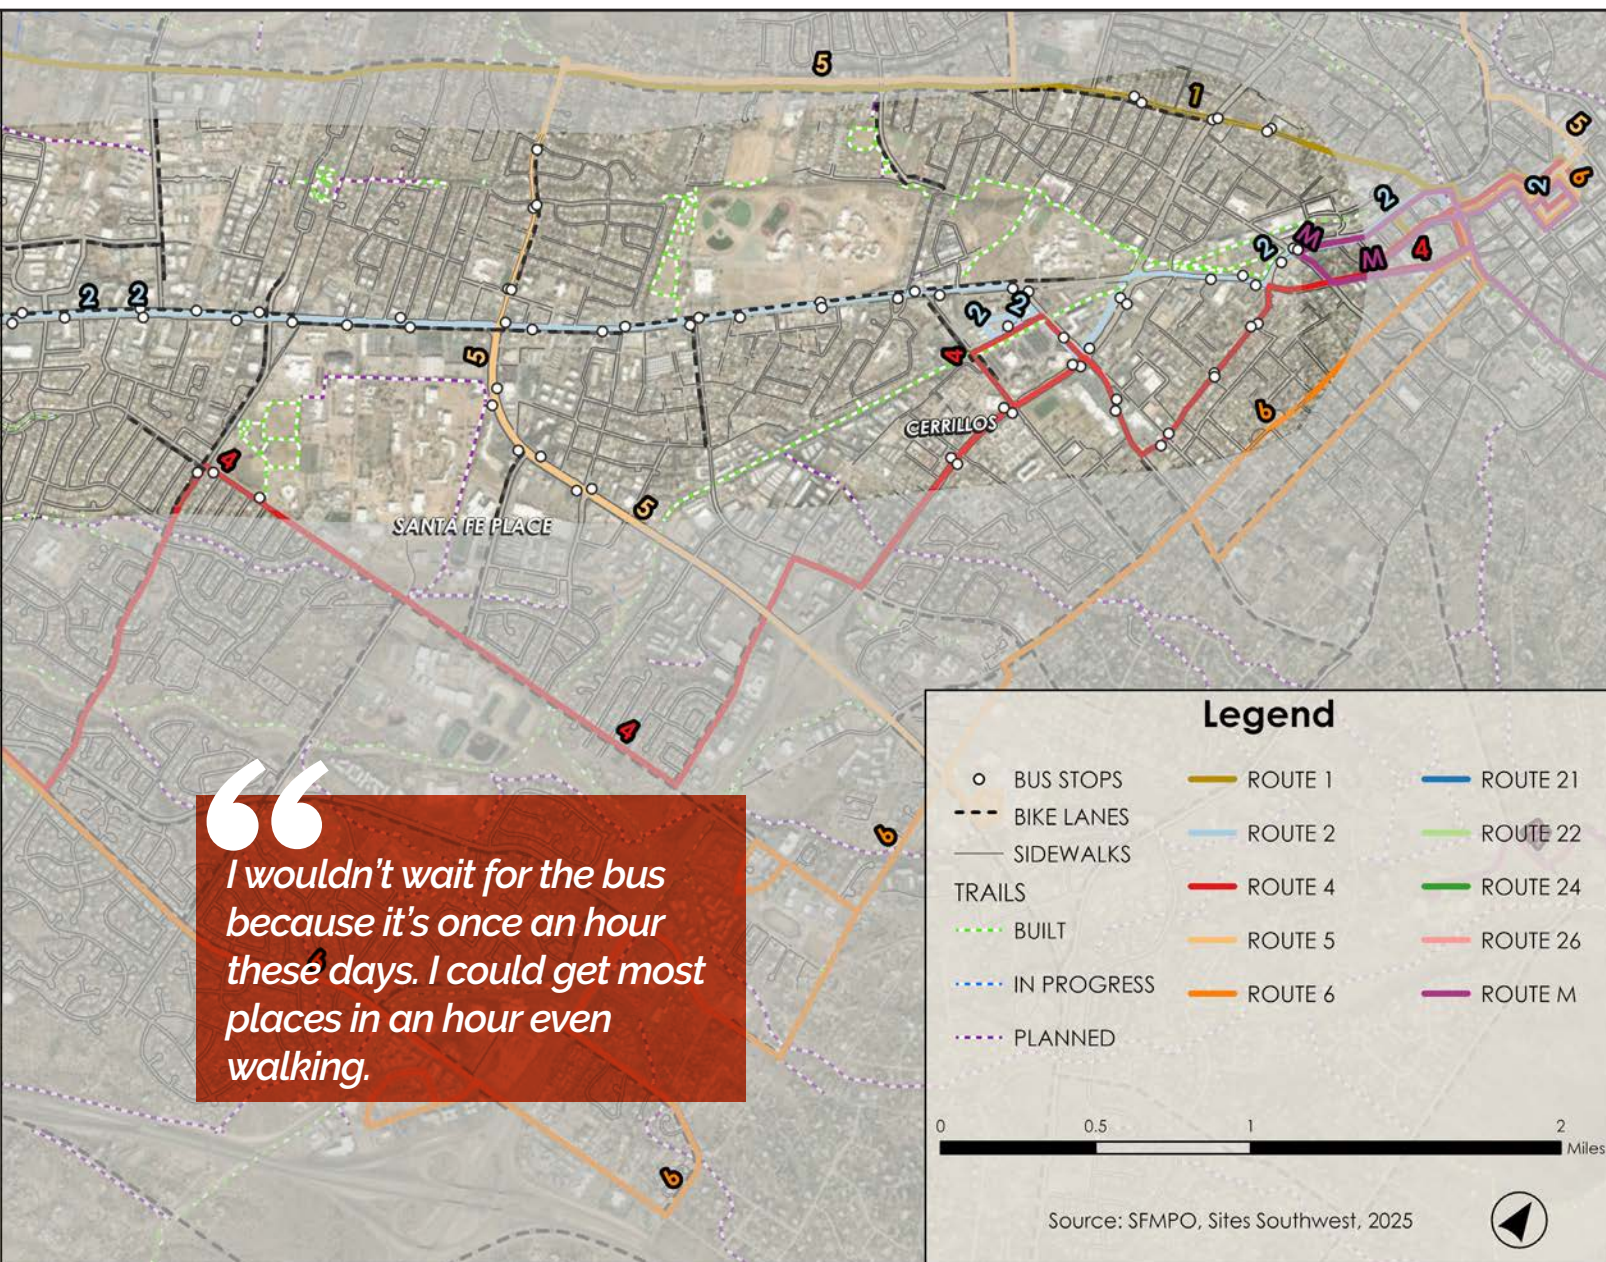 5
1
5
2
6
2
2
M
M
4
2
2
2
2
5
4
CERRILLOS
6
4
5
SANTA FE PLACE
4
6
6
“
I wouldn’t wait for the bus
because it’s once an hour
these days. I could get most
places in an hour even
walking.
Legend
BUS STOPS
BIKE LANES
SIDEWALKS
TRAILS
BUILT
IN PROGRESS
PLANNED
ROUTE 1
ROUTE 2
ROUTE 4
ROUTE 5
ROUTE 6
ROUTE 21
ROUTE 22
ROUTE 24
ROUTE 26
ROUTE M
0 0.5 1 2
Miles
Source: SFMPO, Sites Southwest, 2025